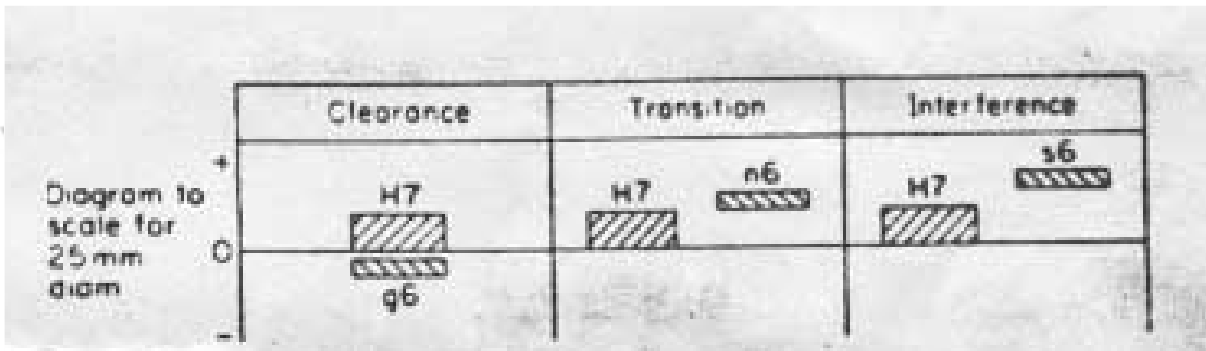 Clearance Transition Interference
+
Diagram to
scale for
25 mm
diam
0
-
H7
g6
H7
n6
H7
s6